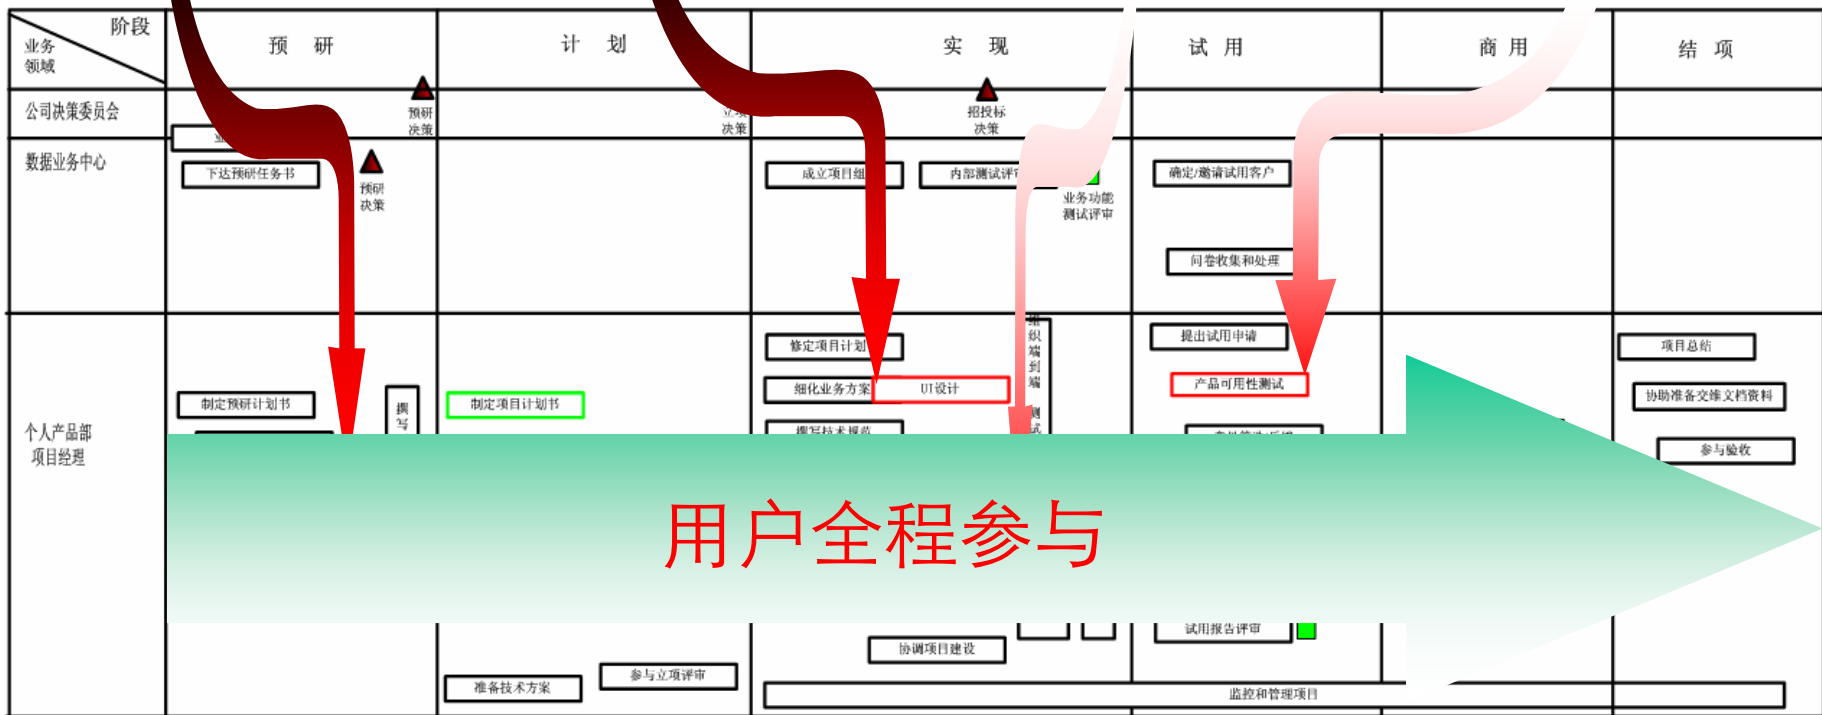 阶段
业务
领域
预 研
计 划
实 现
试 用
商 用
结 项
公司决策委员会
预研
决策
决策
招投标
决策
数据业务中心
下达预研任务书
预研
决策
成立项目组
内部测试评审
业务功能
测试评审
确定/邀请试用客户
问卷收集和处理
个人产品部
项目经理
制定预研计划书
撰
写
制定项目计划书
修定项目计划
细化业务方案
UI设计
撰写技术规范
组
织
端
到
端
测
试
提出试用申请
产品可用性测试
项目总结
协助准备交维文档资料
参与验收
用户全程参与
试用报告评审
协调项目建设
参与立项评审
准备技术方案
监控和管理项目